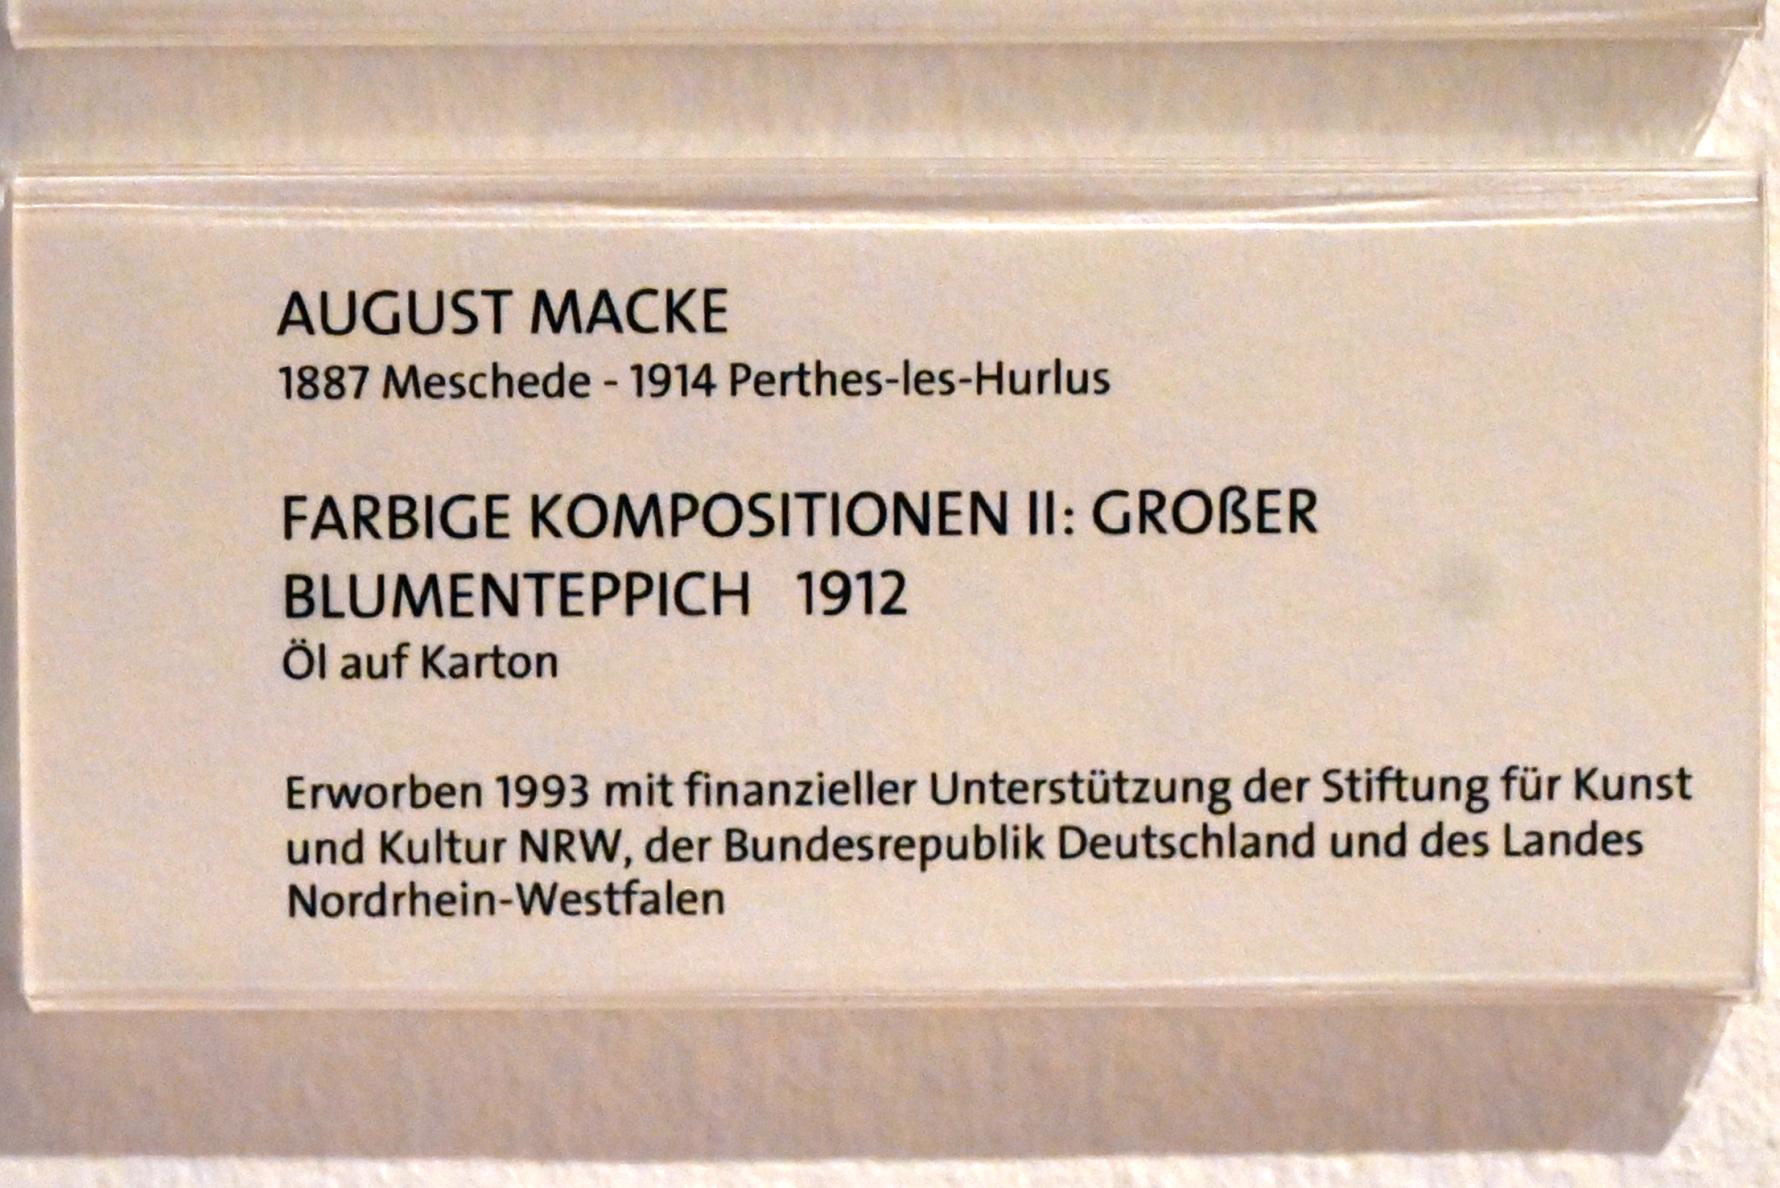 AUGUST MACKE
1887 Meschede - 1914 Perthes-les-Hurlus
FARBIGE KOMPOSITIONEN II: GROßER
BLUMENTEPPICH 1912
Öl auf Karton
Erworben 1993 mit finanzieller Unterstützung der Stiftung für Kunst
und Kultur NRW, der Bundesrepublik Deutschland und des Landes
Nordrhein-Westfalen